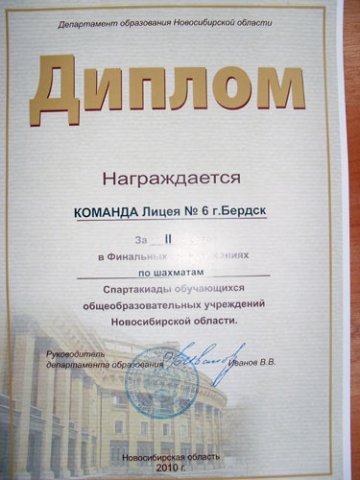 Департамент образования Новосибирской области
Диплом
Награждается
КОМАНДА Лицея № 6 г.Бердск
За II
в Финальных
по шахматам
Спартакиады обучающихся
общеобразовательных учреждений
Новосибирской области.
Руководитель
департамента образования Иванов В.В.
Новосибирская область
2010 г.